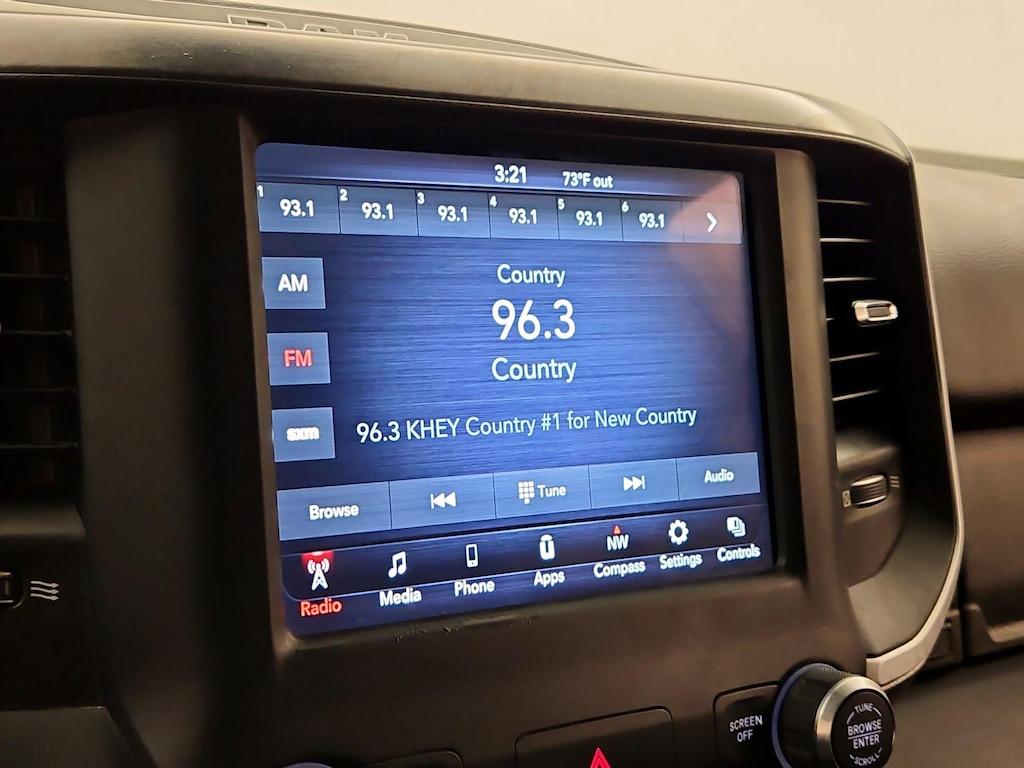 RAM
3:21 73°F out
1 93.1 2 93.1 3 93.1 4 93.1 5 93.1 6 93.1
AM
Country
96.3
FM
Country
sxm
96.3 KHEY Country #1 for New Country
Browse Tune Audio
NW
Radio Media Phone Apps Compass Settings Controls
SCREEN
OFF
TUNE
BROWSE
ENTER
SCROLL